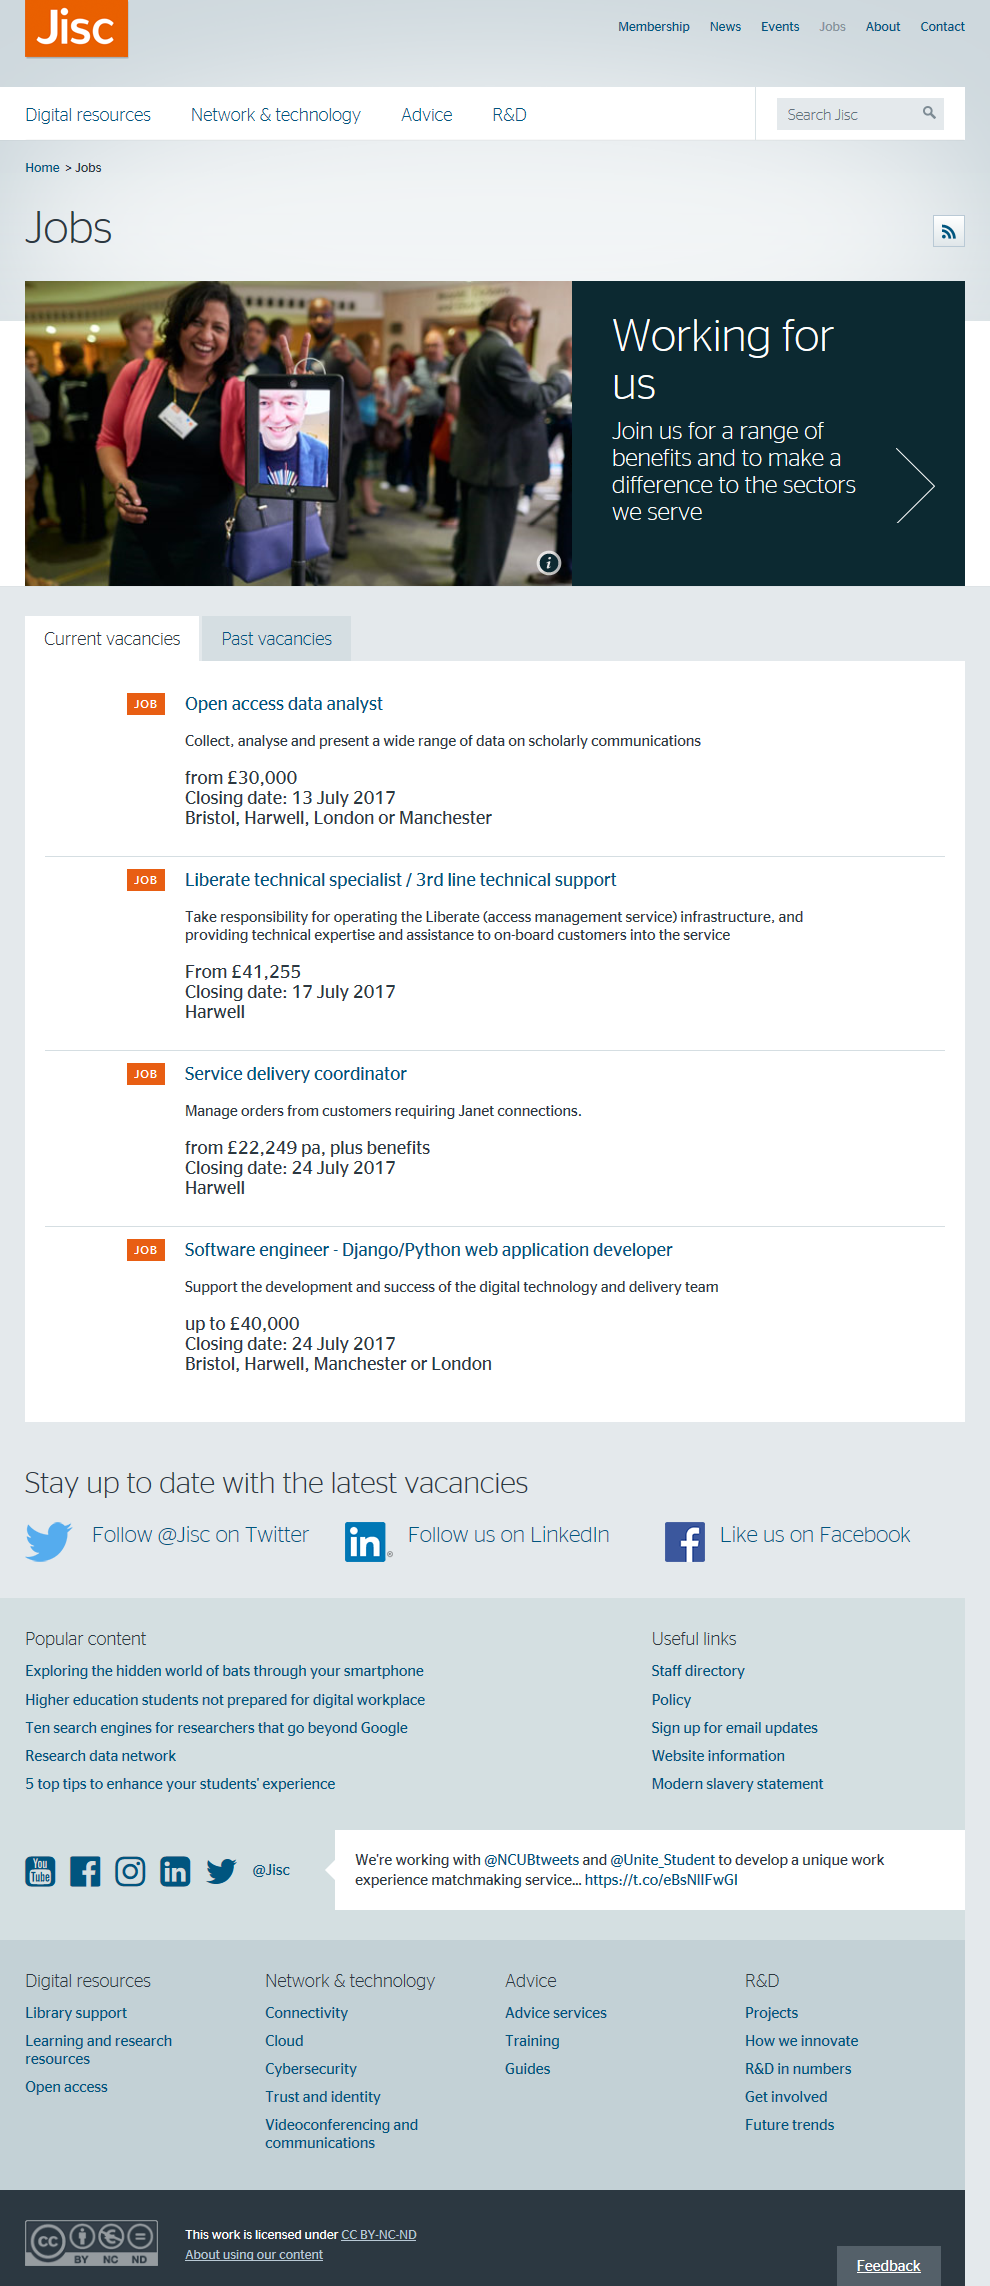 Jisc
Membership News Events Jobs About Contact
Digital resources Network & technology Advice R&D Search Jisc
Home > Jobs
Jobs
Working for
us
Join us for a range of
benefits and to make a
difference to the sectors
we serve
i
Current vacancies Past vacancies
JOB Open access data analyst
Collect, analyse and present a wide range of data on scholarly communications
from £30,000
Closing date: 13 July 2017
Bristol, Harwell, London or Manchester
JOB Liberate technical specialist / 3rd line technical support
Take responsibility for operating the Liberate (access management service) infrastructure, and
providing technical expertise and assistance to on-board customers into the service
From £41,255
Closing date: 17 July 2017
Harwell
JOB Service delivery coordinator
Manage orders from customers requiring Janet connections.
from £22,249 pa, plus benefits
Closing date: 24 July 2017
Harwell
JOB Software engineer - Django/Python web application developer
Support the development and success of the digital technology and delivery team
up to £40,000
Closing date: 24 July 2017
Bristol, Harwell, Manchester or London
Stay up to date with the latest vacancies
Follow @Jisc on Twitter in® Follow us on LinkedIn f Like us on Facebook
Popular content
Exploring the hidden world of bats through your smartphone
Higher education students not prepared for digital workplace
Ten search engines for researchers that go beyond Google
Research data network
5 top tips to enhance your students' experience
Useful links
Staff directory
Policy
Sign up for email updates
Website information
Modern slavery statement
You Tube f in @Jisc
We're working with @NCUBtweets and @Unite_Student to develop a unique work
experience matchmaking service... 
Digital resources
Library support
Learning and research
resources
Open access
Network & technology
Connectivity
Cloud
Cybersecurity
Trust and identity
Videoconferencing and
communications
Advice
Advice services
Training
Guides
R&D
Projects
How we innovate
R&D in numbers
Get involved
Future trends
cc BY NC ND
This work is licensed under CC BY-NC-ND
About using our content
Feedback